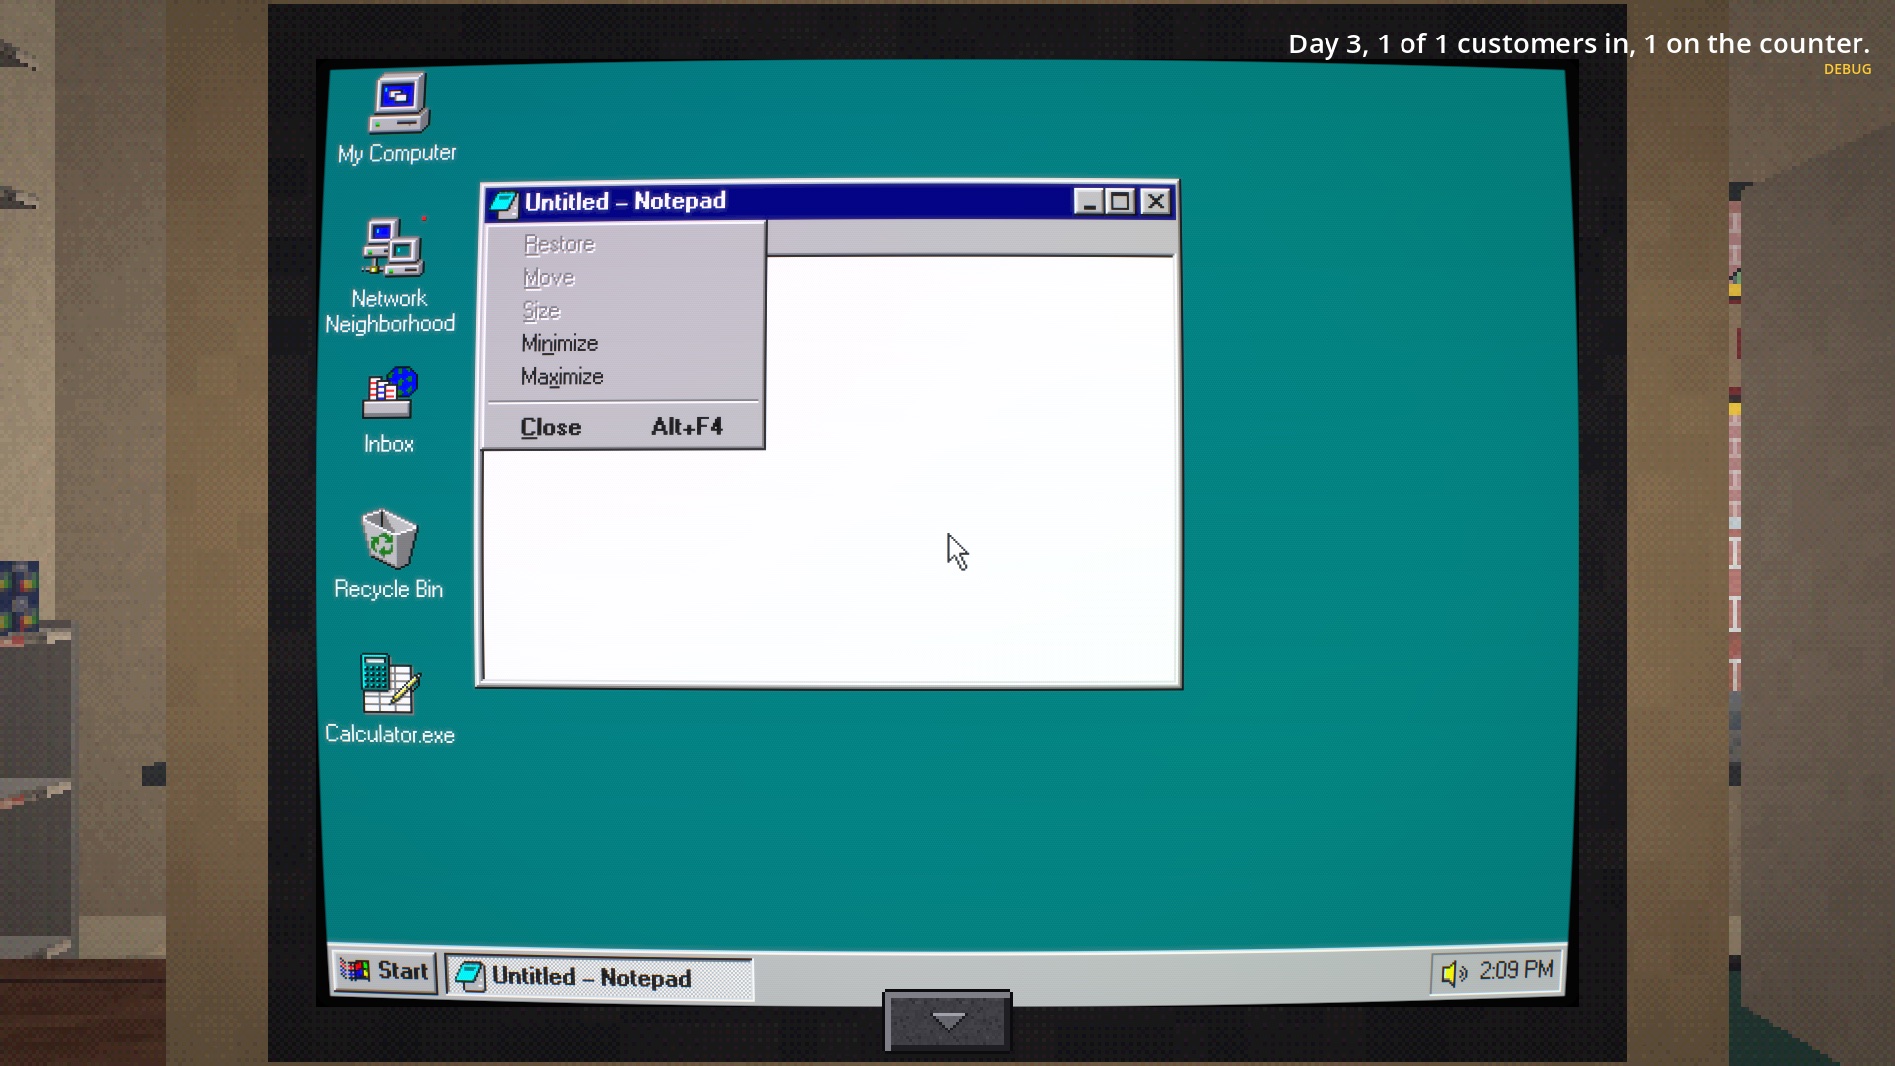 Day 3, 1 of 1 customers in, 1 on the counter.
DEBUG
My Computer
Network
Neighborhood
Inbox
Recycle Bin
Calculator.exe
Untitled – Notepad
Restore
Move
Size
Minimize
Maximize
Close Alt+F4
Start
Untitled – Notepad
2:09 PM